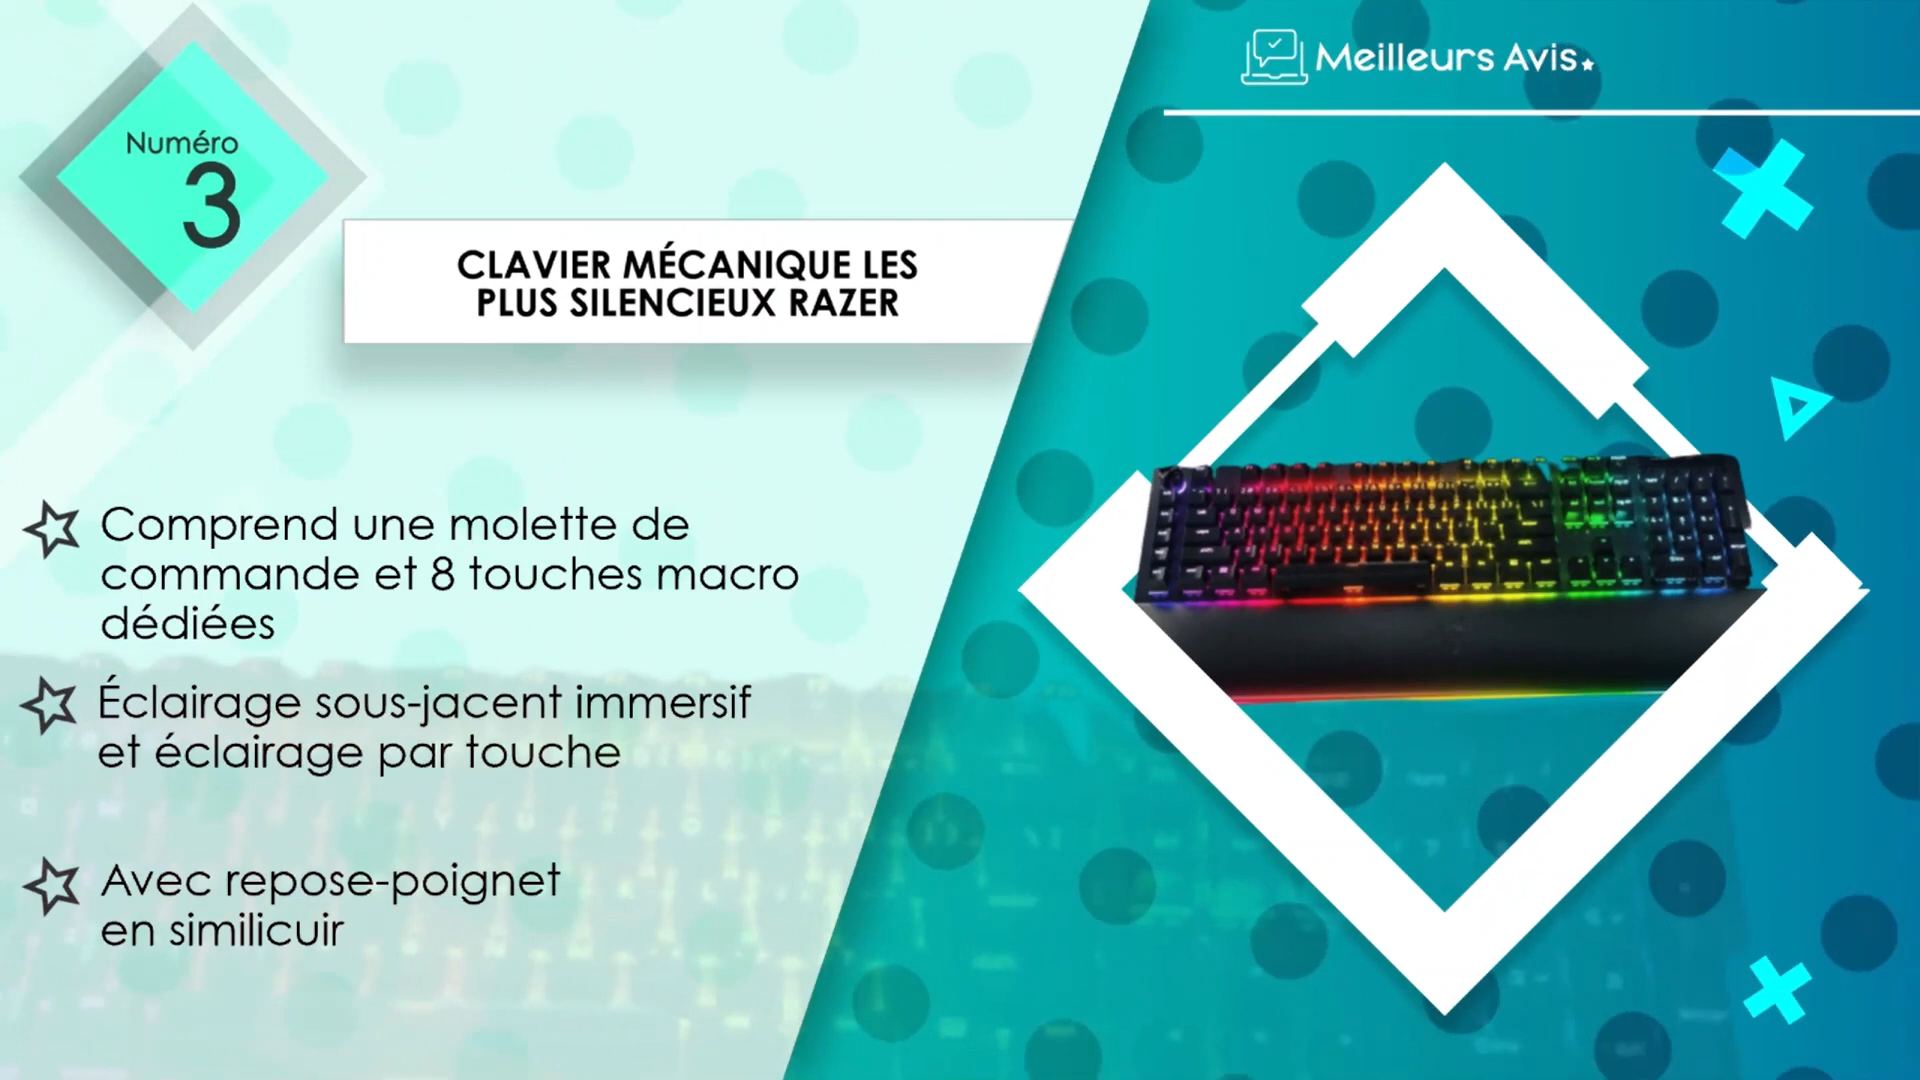 Meilleurs Avis
Numéro
3
CLAVIER MÉCANIQUE LES
PLUS SILENCIEUX RAZER
Comprend une molette de
commande et 8 touches macro
dédiées
Éclairage sous-jacent immersif
et éclairage par touche
Avec repose-poignet
en similicuir